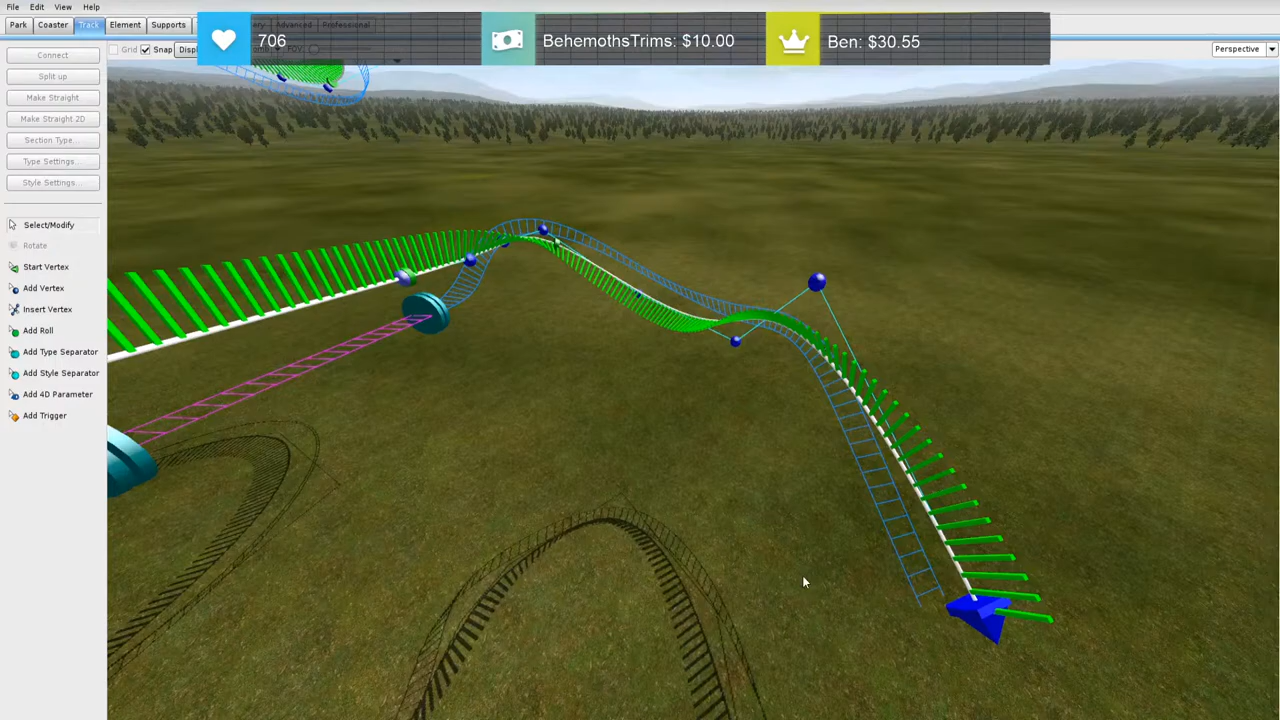 File Edit View Help
Park Coaster Track Element Supports Advanced Professional
706
BehemothsTrims: $10.00
Ben: $30.55
Grid Snap
Perspective
Connect
Split up
Make Straight
Make Straight 2D
Section Type...
Type Settings...
Style Settings...
Select/Modify
Rotate
Start Vertex
Add Vertex
Insert Vertex
Add Roll
Add Type Separator
Add Style Separator
Add 4D Parameter
Add Trigger